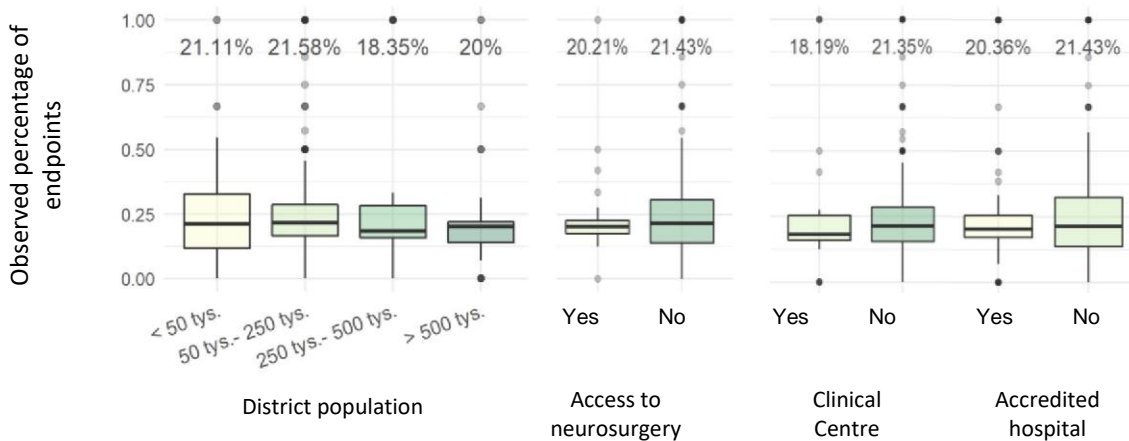 Observed percentage of
endpoints
1.00
0.75
0.50
0.25
0.00
21.11% 21.58% 18.35% 20% 20.21% 21.43% 18.19% 21.35% 20.36% 21.43%
< 50 tys.
50 tys.- 250 tys.
250 tys.- 500 tys.
> 500 tys.
Yes No Yes No Yes No
District population
Access to
neurosurgery
Clinical
Centre
Accredited
hospital